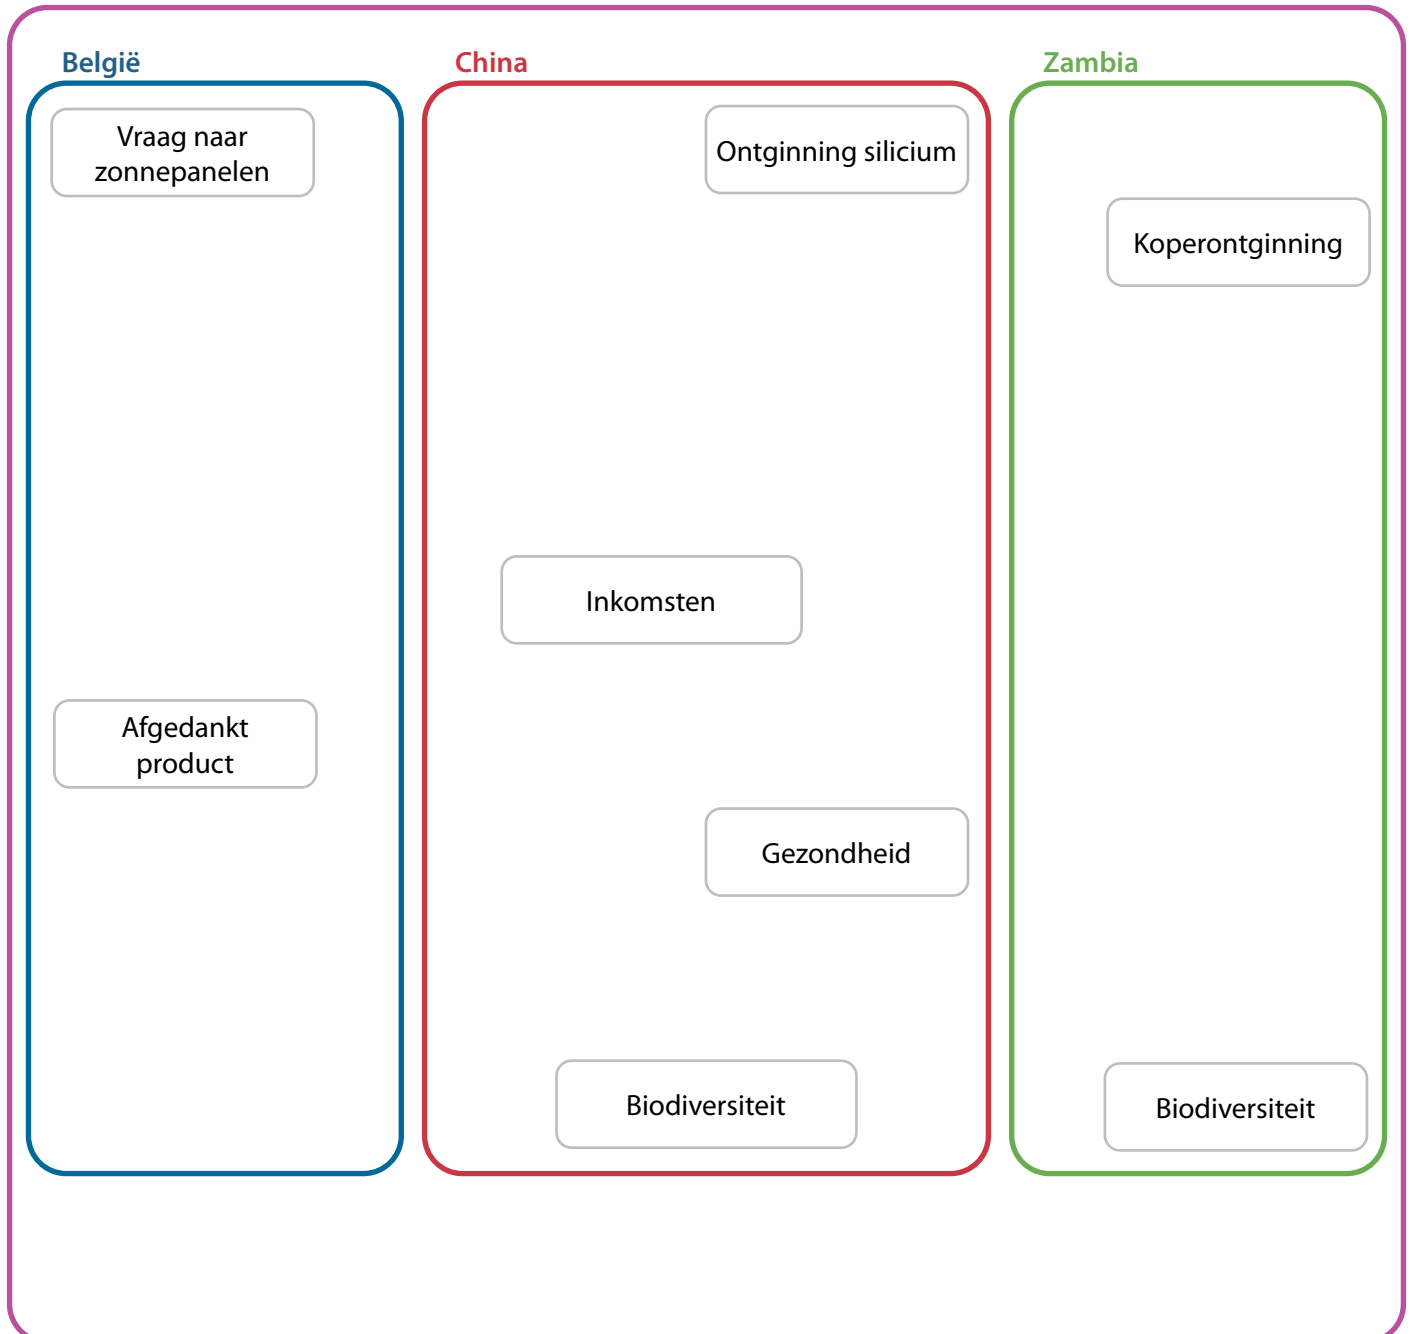 België
Vraag naar
zonnepanelen
Afgedankt
product
China
Ontginning silicium
Inkomsten
Gezondheid
Biodiversiteit
Zambia
Koperontginning
Biodiversiteit